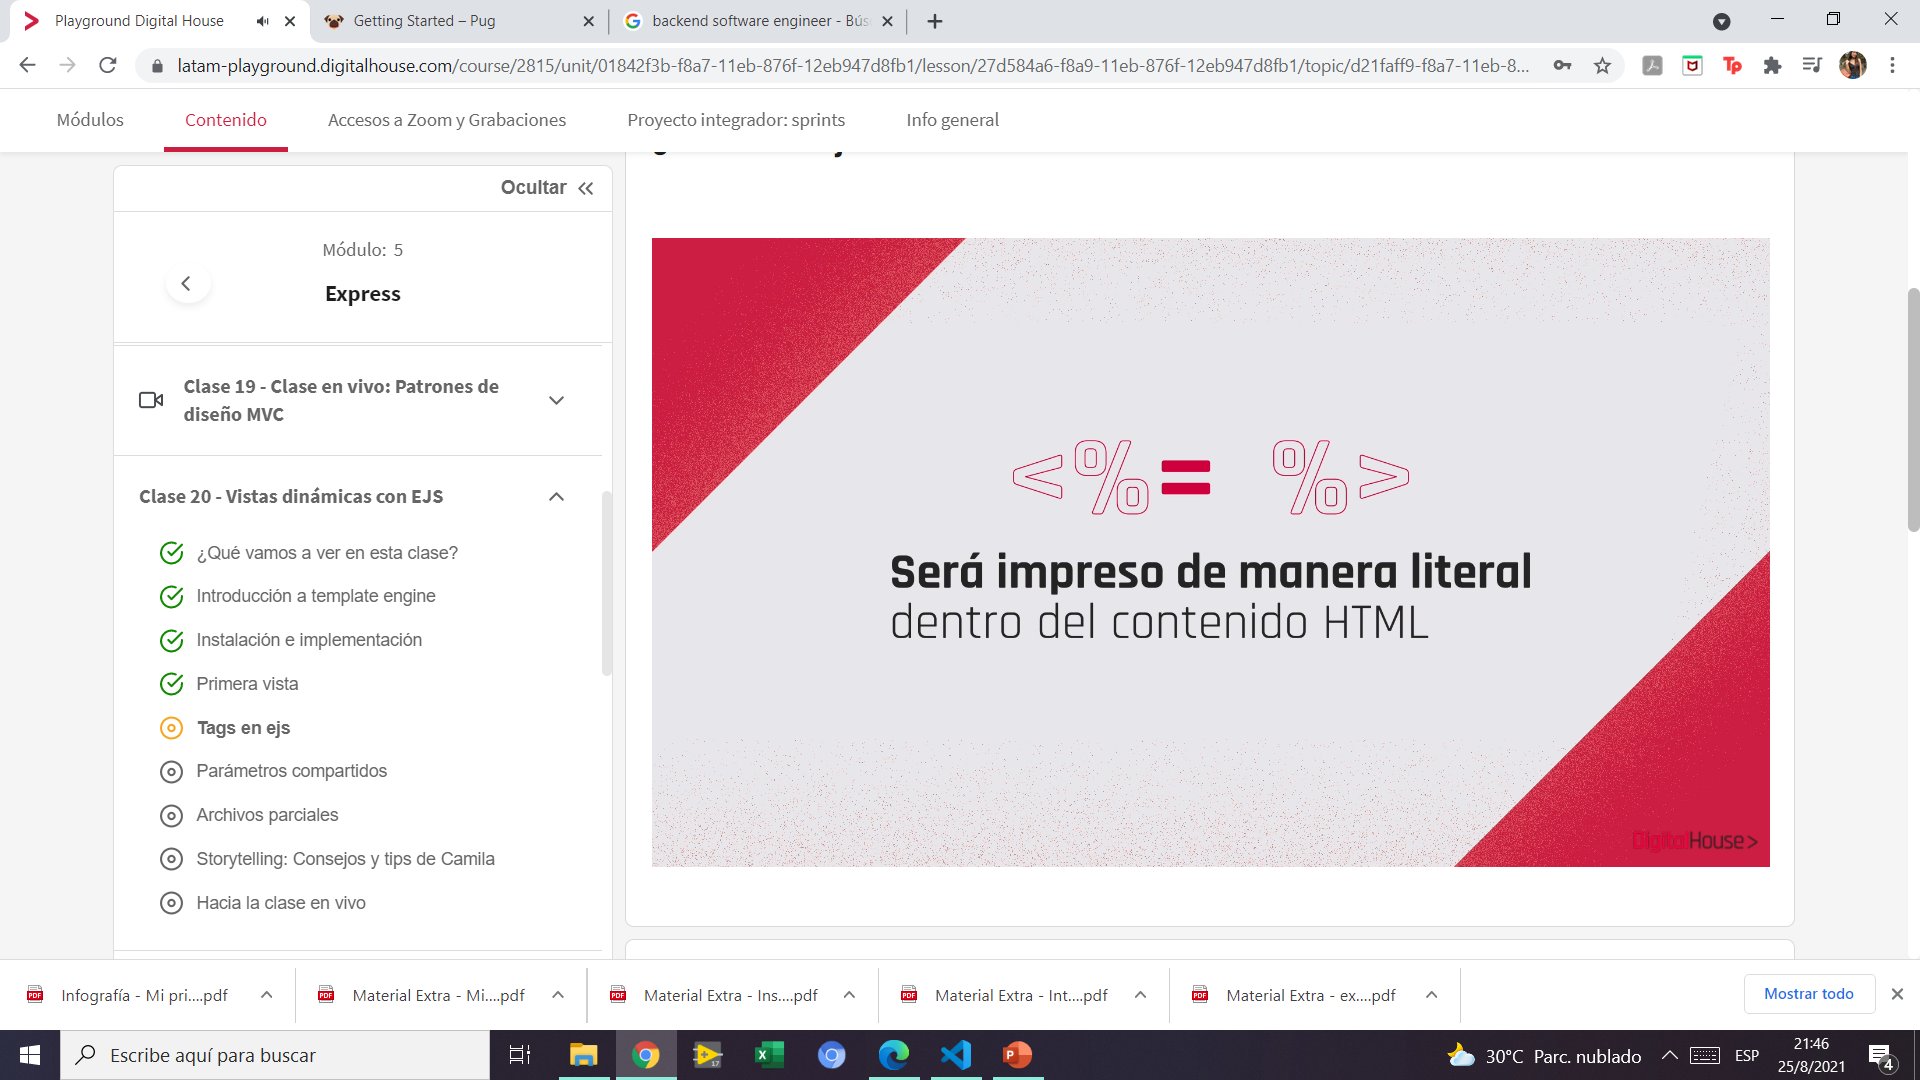 Playground Digital House
Getting Started – Pug
backend software engineer - Bús
latam-playground.digitalhouse.com/course/2815/unit/01842f3b-f8a7-11eb-876f-12eb947d8fb1/lesson/27d584a6-f8a9-11eb-876f-12eb947d8fb1/topic/d21faff9-f8a7-11eb-8...
Módulos
Contenido
Accesos a Zoom y Grabaciones
Proyecto integrador: sprints
Info general
Ocultar
Módulo: 5
Express
Clase 19 - Clase en vivo: Patrones de
diseño MVC
Clase 20 - Vistas dinámicas con EJS
¿Qué vamos a ver en esta clase?
Introducción a template engine
Instalación e implementación
Primera vista
Tags en ejs
Parámetros compartidos
Archivos parciales
Storytelling: Consejos y tips de Camila
Hacia la clase en vivo
<%= %>
Será impreso de manera literal
dentro del contenido HTML
DigitalHouse>
Infografía - Mi pri....pdf
Material Extra - Mi....pdf
Material Extra - Ins....pdf
Material Extra - Int....pdf
Material Extra - ex....pdf
Mostrar todo
Escribe aquí para buscar
30°C Parc. nublado
ESP
21:46
25/8/2021
4